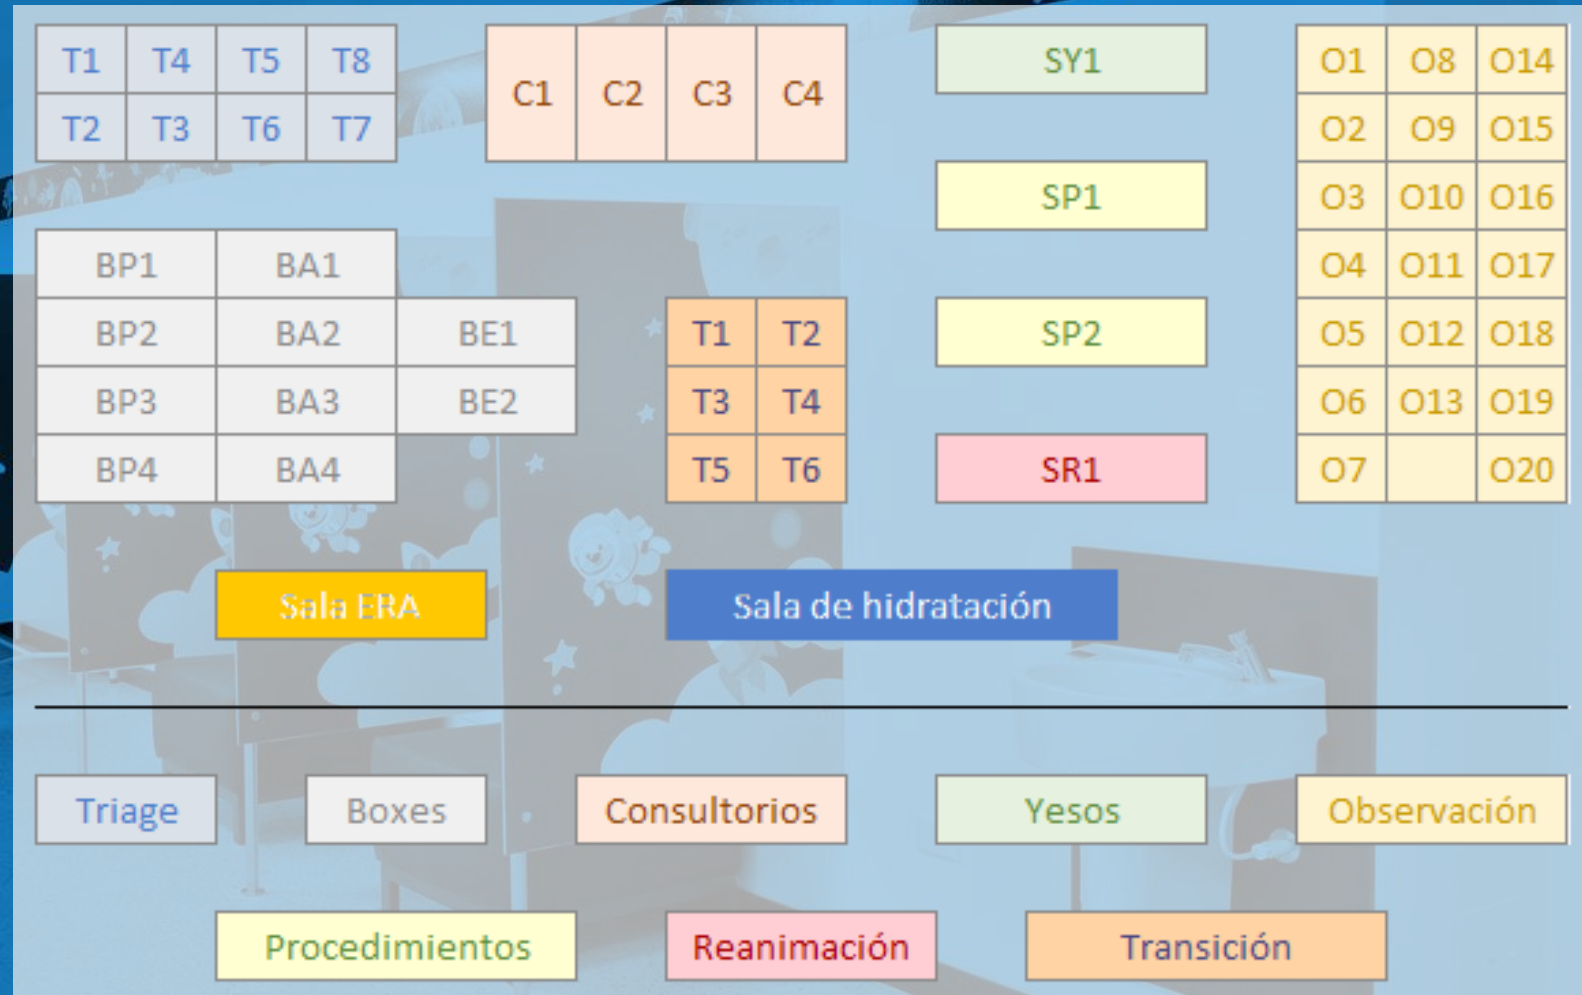 T1 T4 T5 T8
T2 T3 T6 T7
C1 C2 C3 C4
SY1
SP1
SP2
SR1
O1 O8 O14
O2 O9 O15
O3 O10 O16
O4 O11 O17
O5 O12 O18
O6 O13 O19
O7 O20
BP1 BA1
BP2 BA2 BE1
BP3 BA3 BE2
BP4 BA4
T1 T2
T3 T4
T5 T6
Sala ERA
Sala de hidratación
Triage
Boxes
Consultorios
Yesos
Observación
Procedimientos
Reanimación
Transición